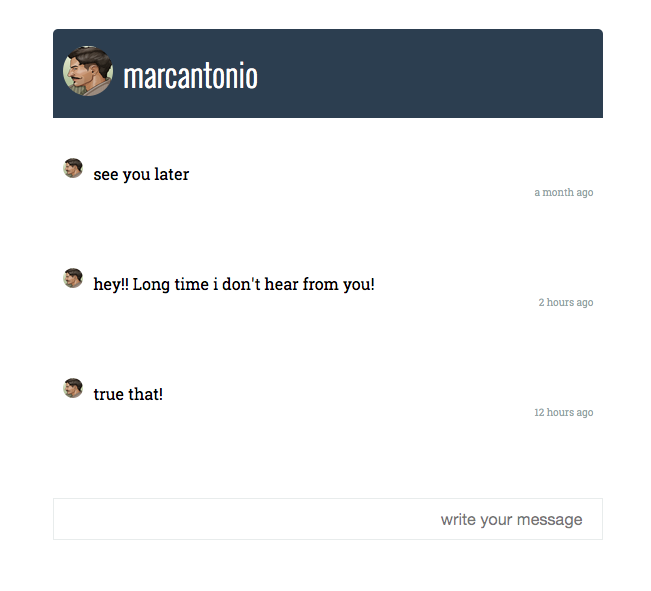 marcantonio
see you later
a month ago
hey!! Long time i don't hear from you!
2 hours ago
true that!
12 hours ago
write your message